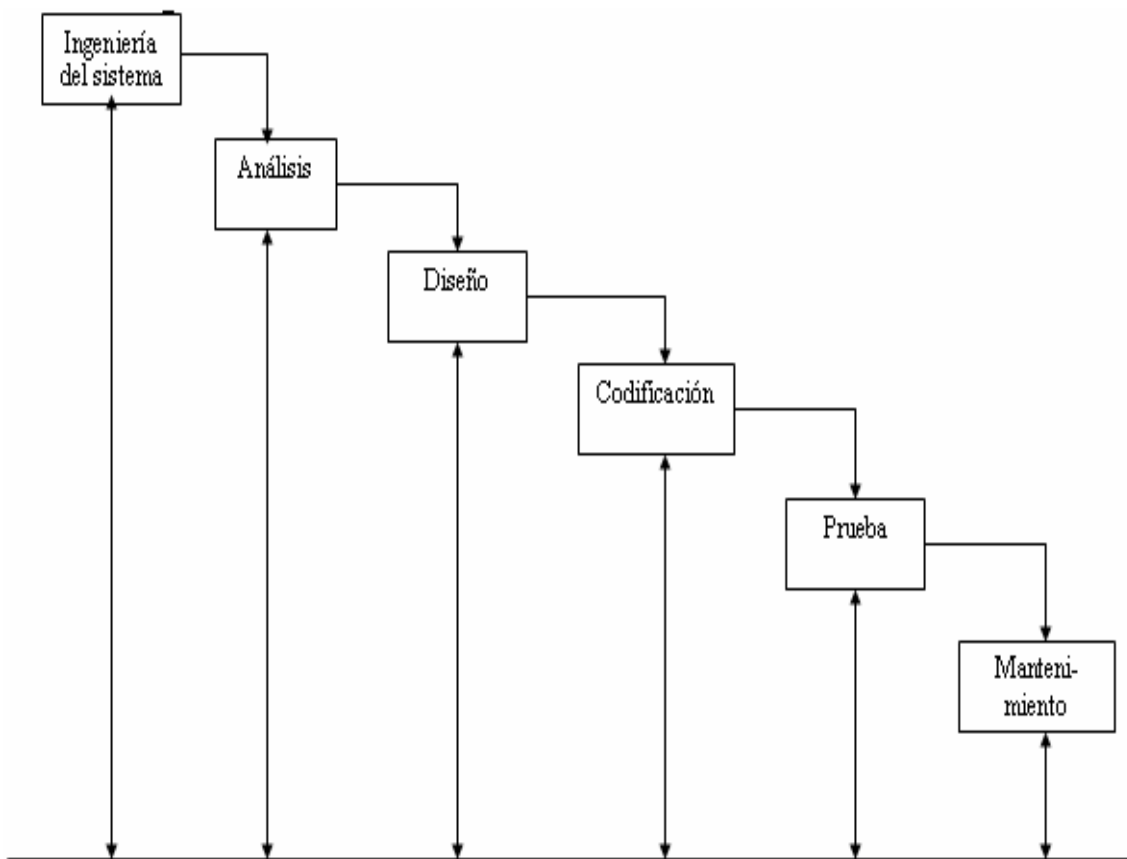 Ingeniería
del sistema
Análisis
Diseño
Codificación
Prueba
Manteni-
miento